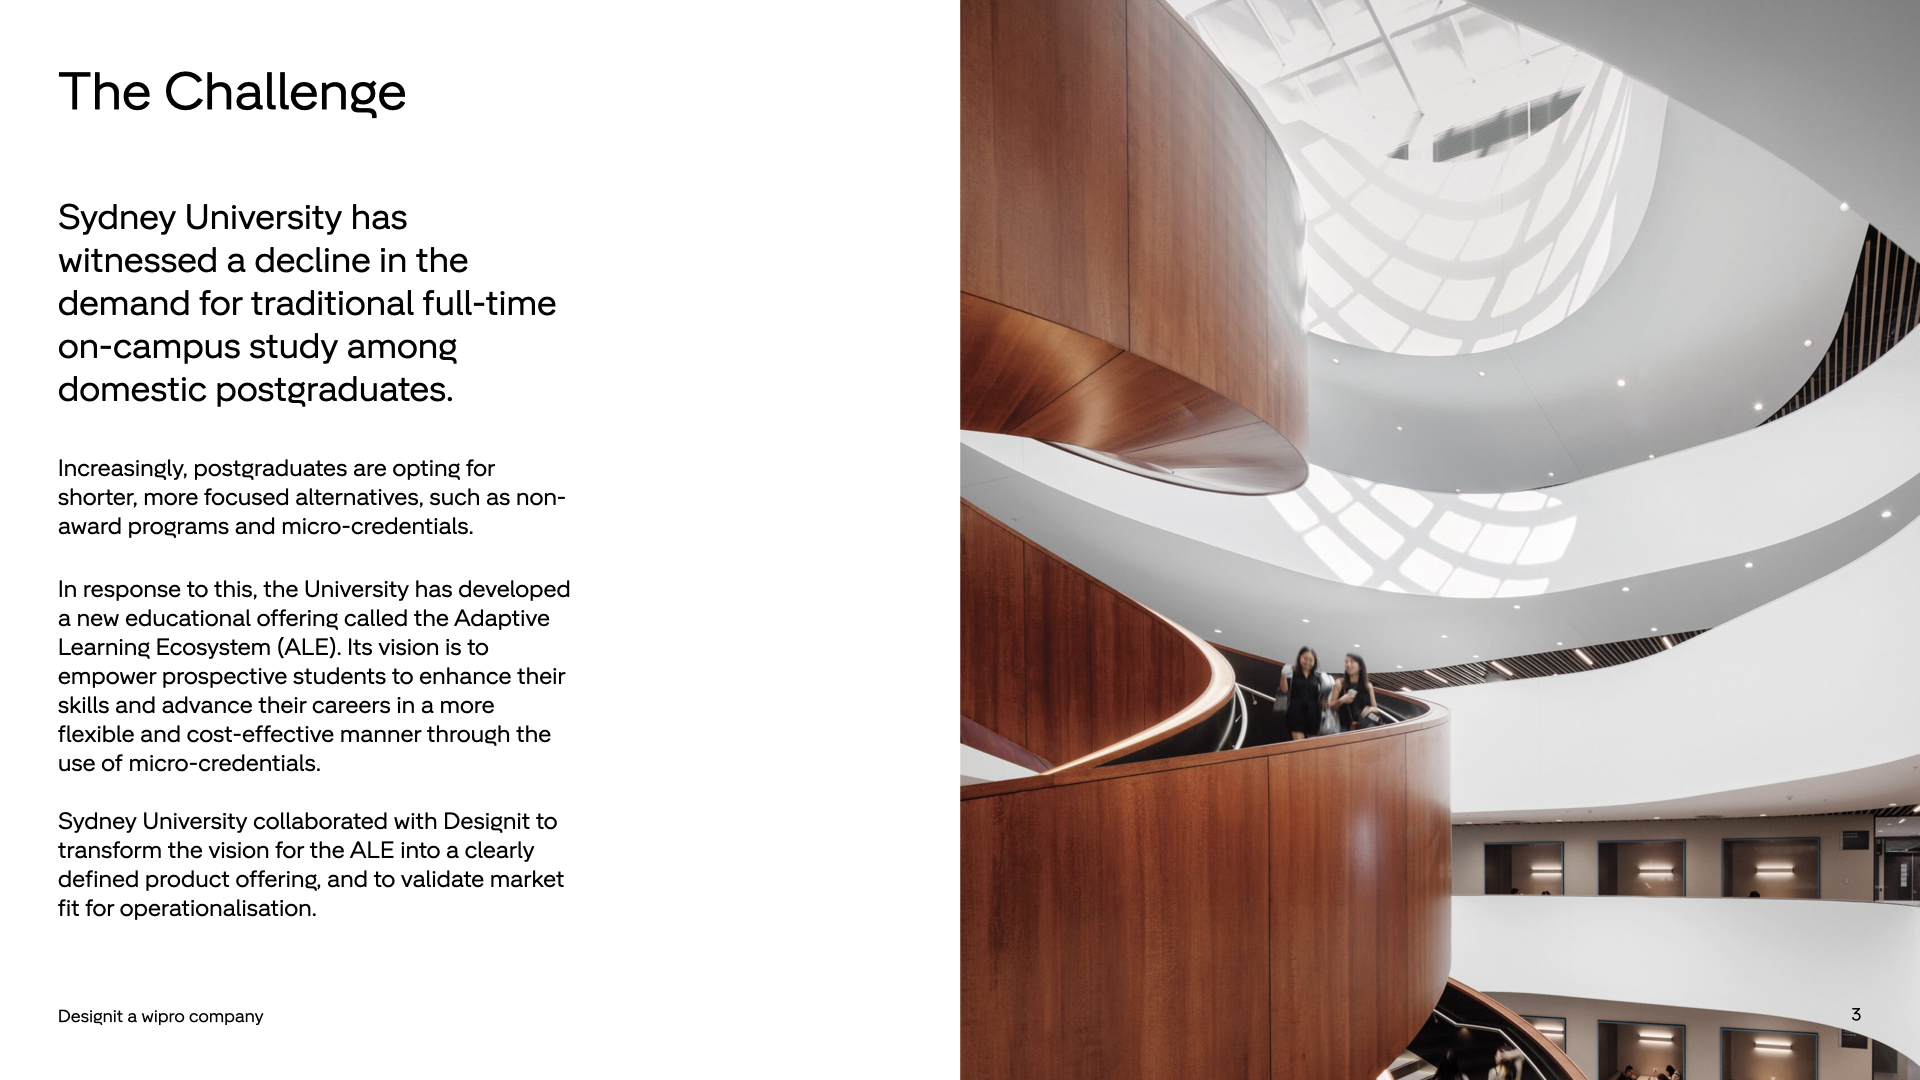 The Challenge
Sydney University has
witnessed a decline in the
demand for traditional full-time
on-campus study among
domestic postgraduates.
Increasingly, postgraduates are opting for
shorter, more focused alternatives, such as non-
award programs and micro-credentials.
In response to this, the University has developed
a new educational offering called the Adaptive
Learning Ecosystem (ALE). Its vision is to
empower prospective students to enhance their
skills and advance their careers in a more
flexible and cost-effective manner through the
use of micro-credentials.
Sydney University collaborated with Designit to
transform the vision for the ALE into a clearly
defined product offering, and to validate market
fit for operationalisation.
Designit a wipro company
3